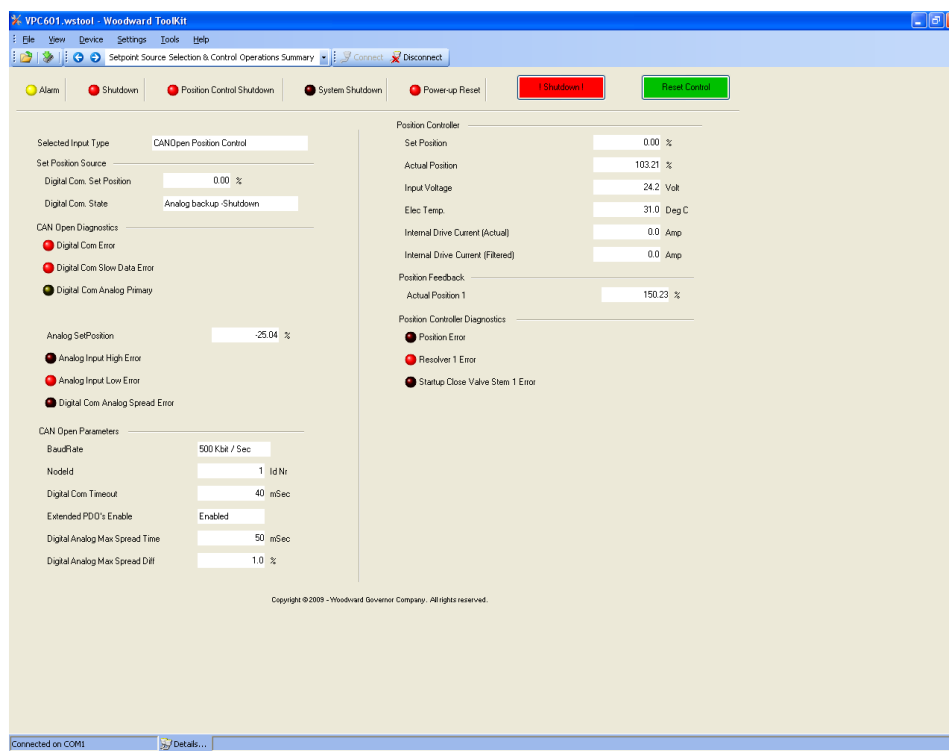 VPC601.wstool - Woodward ToolKit
File View Device Settings Tools Help
Setpoint Source Selection & Control Operations Summary Connect Disconnect
Alarm Shutdown Position Control Shutdown System Shutdown Power-up Reset ! Shutdown ! Reset Control
Position Controller
Selected Input Type CANOpen Position Control
Set Position 0.00 %
Set Position Source
Actual Position 103.21 %
Digital Com. Set Position 0.00 %
Input Voltage 24.2 Volt
Digital Com. State Analog backup -Shutdown
Elec Temp. 31.0 Deg C
CAN Open Diagnostics
Internal Drive Current (Actual) 0.0 Amp
Digital Com Error
Internal Drive Current (Filtered) 0.0 Amp
Digital Com Slow Data Error
Position Feedback
Digital Com Analog Primary
Actual Position 1 150.23 %
Position Controller Diagnostics
Analog SetPosition -25.04 %
Position Error
Analog Input High Error
Resolver 1 Error
Analog Input Low Error
Startup Close Valve Stem 1 Error
Digital Com Analog Spread Error
CAN Open Parameters
BaudRate 500 Kbit / Sec
NodeId 1 Id Nr
Digital Com Timeout 40 mSec
Extended PDO's Enable Enabled
Digital Analog Max Spread Time 50 mSec
Digital Analog Max Spread Diff 1.0 %
Copyright © 2009 - Woodward Governor Company. All rights reserved.
Connected on COM1 Details...